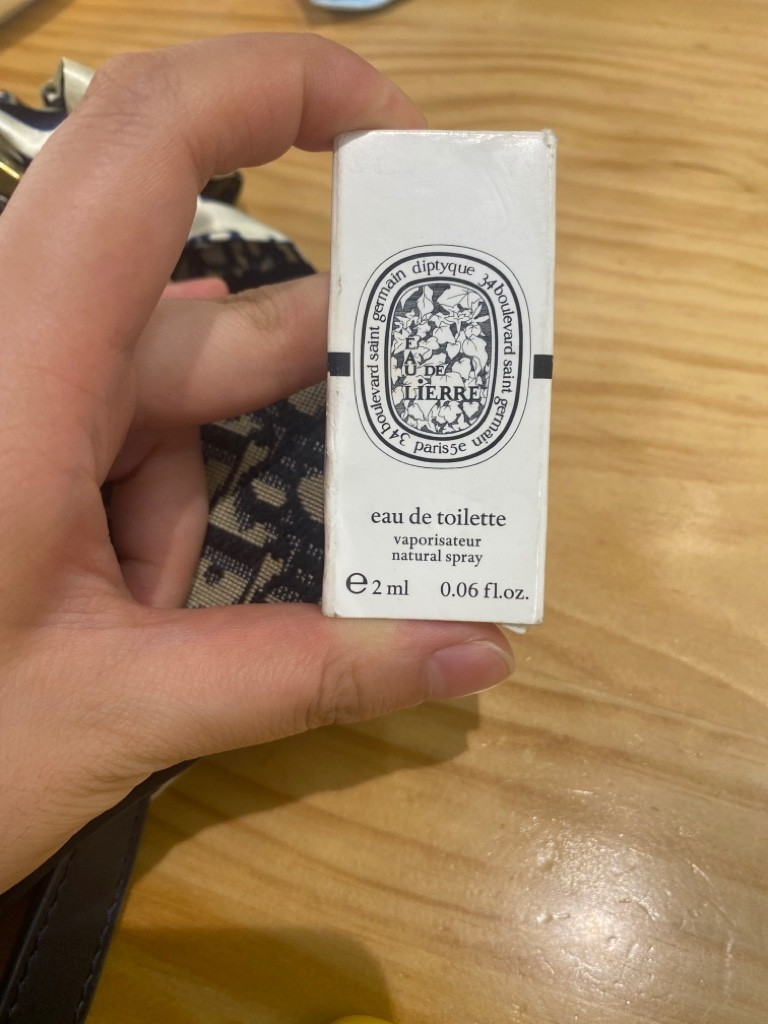 diptyque 34 boulevard saint germain paris 5e 34 boulevard saint germain
EAU DE
LIERRE
eau de toilette
vaporisateur
natural spray
e 2 ml 0.06 fl.oz.